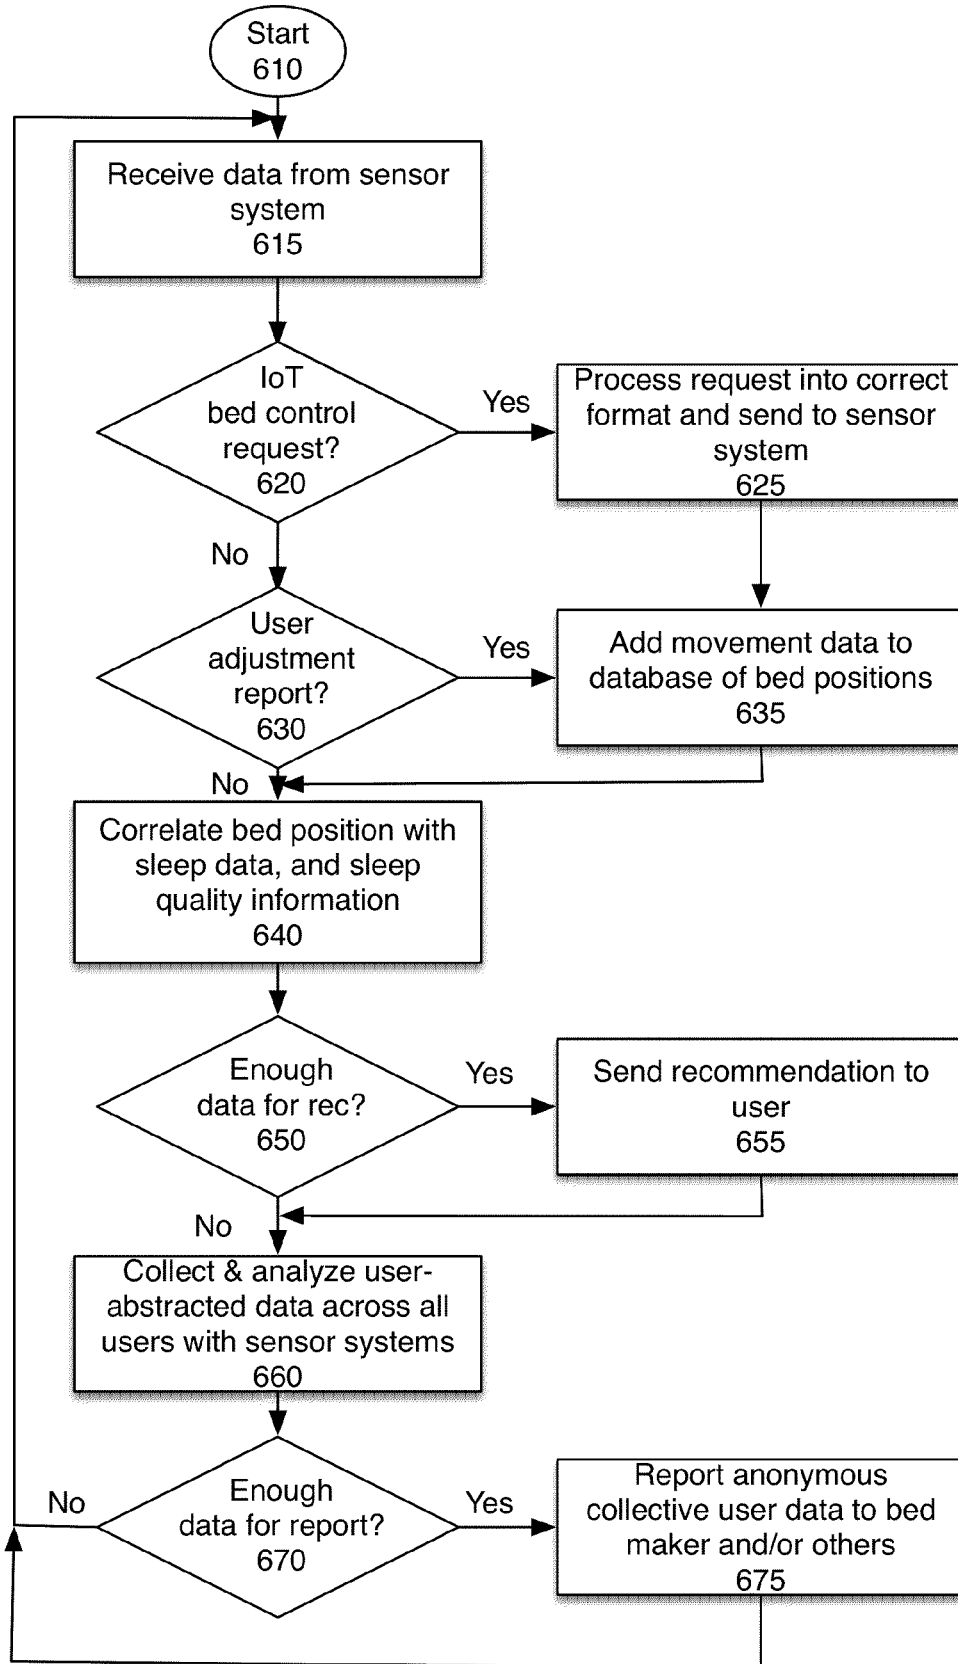 Start
610
Receive data from sensor
system
615
IoT
bed control
request?
620
Yes
Process request into correct
format and send to sensor
system
625
No
User
adjustment
report?
630
Yes
Add movement data to
database of bed positions
635
No
Correlate bed position with
sleep data, and sleep
quality information
640
Enough
data for rec?
650
Yes
Send recommendation to
user
655
No
Collect & analyze user-
abstracted data across all
users with sensor systems
660
Enough
data for report?
670
No
Yes
Report anonymous
collective user data to bed
maker and/or others
675